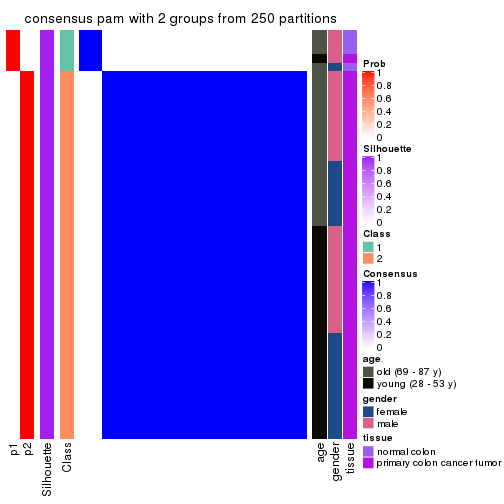 consensus pam with 2 groups from 250 partitions
Prob
1
0.8
0.6
0.4
0.2
0
Silhouette
1
0.8
0.6
0.4
0.2
0
Class
1
2
Consensus
1
0.8
0.6
0.4
0.2
0
age
old (69 - 87 y)
young (28 - 53 y)
gender
female
male
tissue
normal colon
primary colon cancer tumor
p1
p2
Silhouette
Class
age
gender
tissue